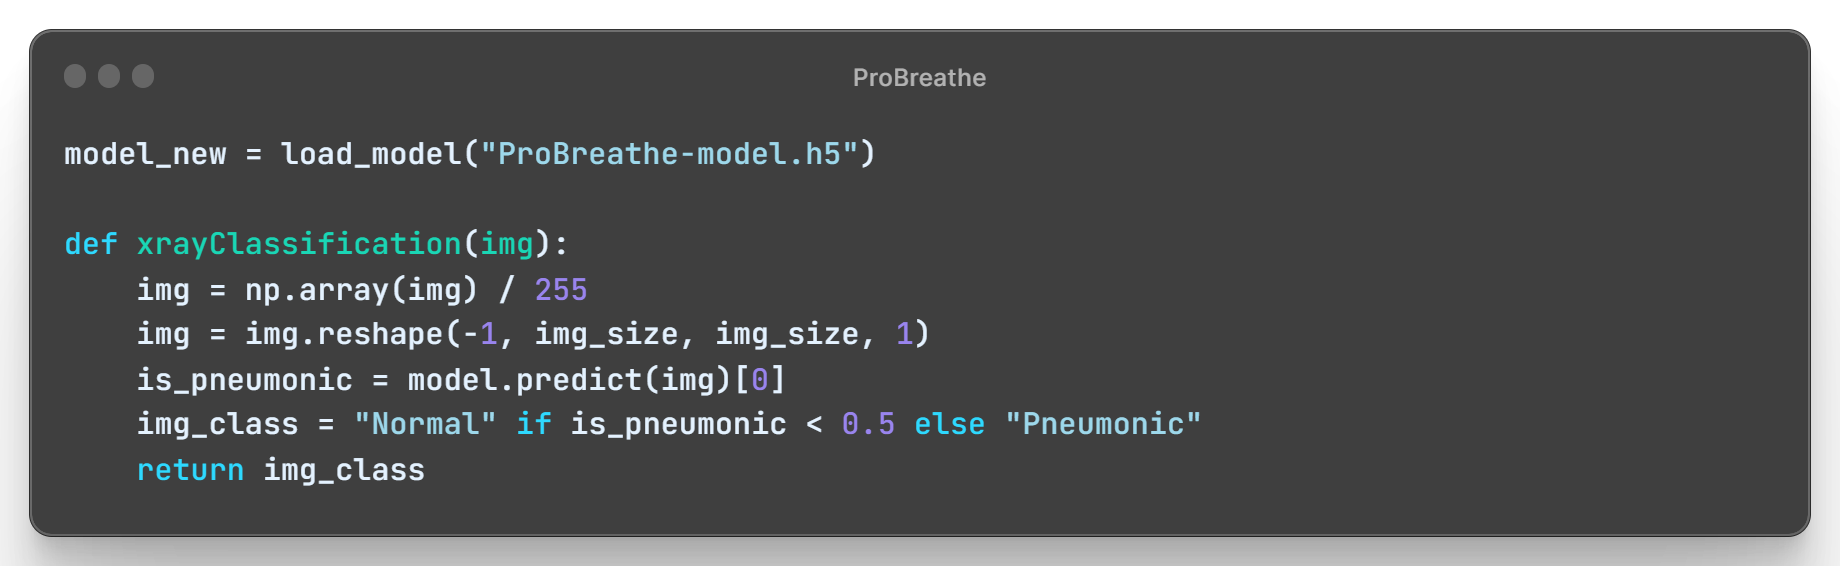 ProBreathe
model_new = load_model("ProBreathe-model.h5")
def xrayClassification(img):
    img = np.array(img) / 255
    img = img.reshape(-1, img_size, img_size, 1)
    is_pneumonic = model.predict(img)[0]
    img_class = "Normal" if is_pneumonic < 0.5 else "Pneumonic"
    return img_class